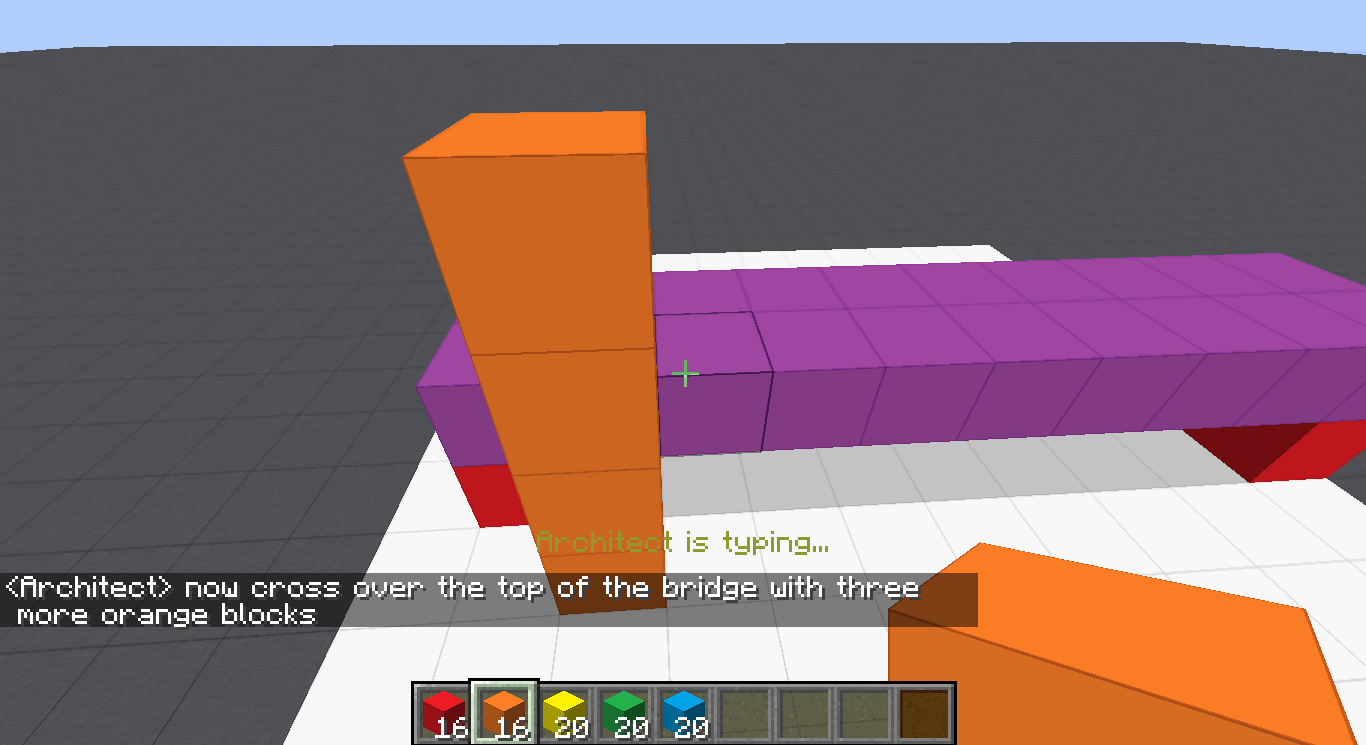 Architect is typing...
<Architect> now cross over the top of the bridge with three
more orange blocks
16 16 20 20 20